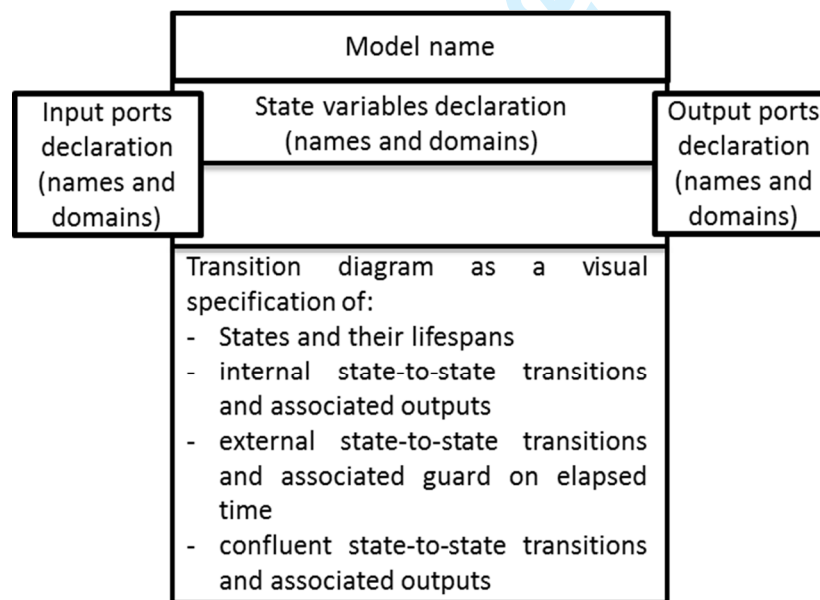 Model name
Input ports
declaration
(names and
domains)
State variables declaration
(names and domains)
Output ports
declaration
(names and
domains)
Transition diagram as a visual
specification of:
- States and their lifespans
- internal state-to-state transitions
and associated outputs
- external state-to-state transitions
and associated guard on elapsed
time
- confluent state-to-state transitions
and associated outputs